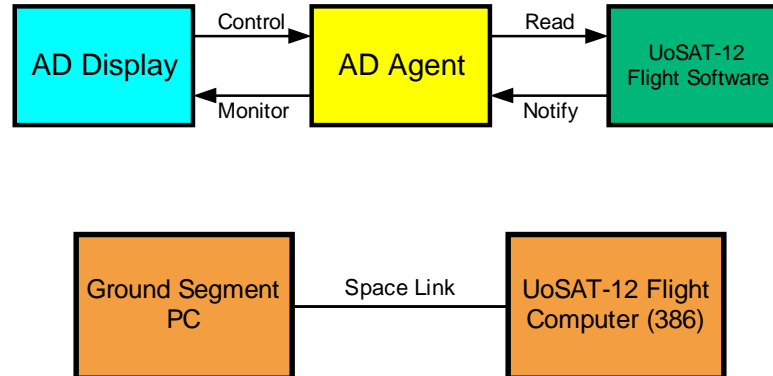 Control
Read
AD Display
AD Agent
UoSAT-12
Flight Software
Monitor
Notify
Ground Segment
PC
Space Link
UoSAT-12 Flight
Computer (386)